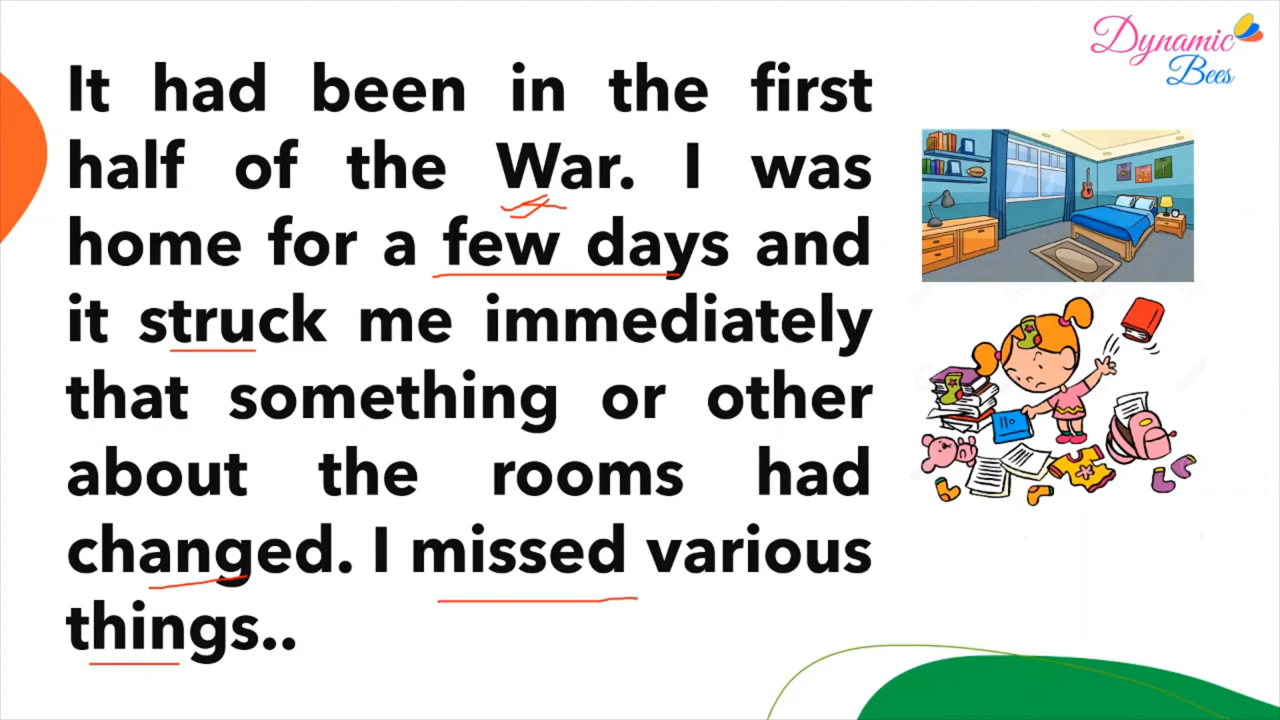 Dynamic
Bees
It had been in the first
half of the War. I was
home for a few days and
it struck me immediately
that something or other
about the rooms had
changed. I missed various
things..